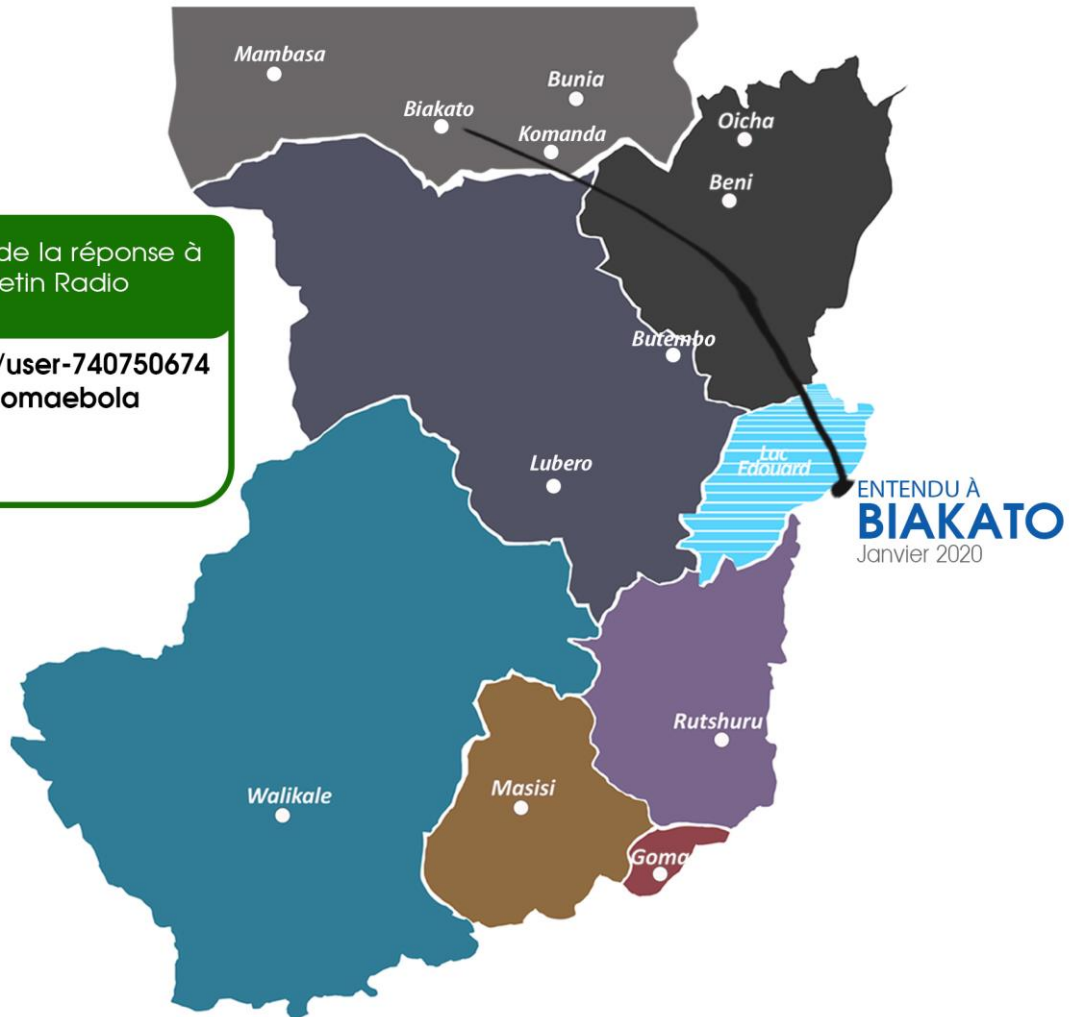 Mambasa
Bunia
Biakato
Komanda
Oicha
Beni
de la réponse à
etin Radio
/user-740750674
omaebola
Butembo
Lubero
Luc
Edouard
ENTENDU À
BIAKATO
Janvier 2020
Rutshuru
Walikale
Masisi
Goma